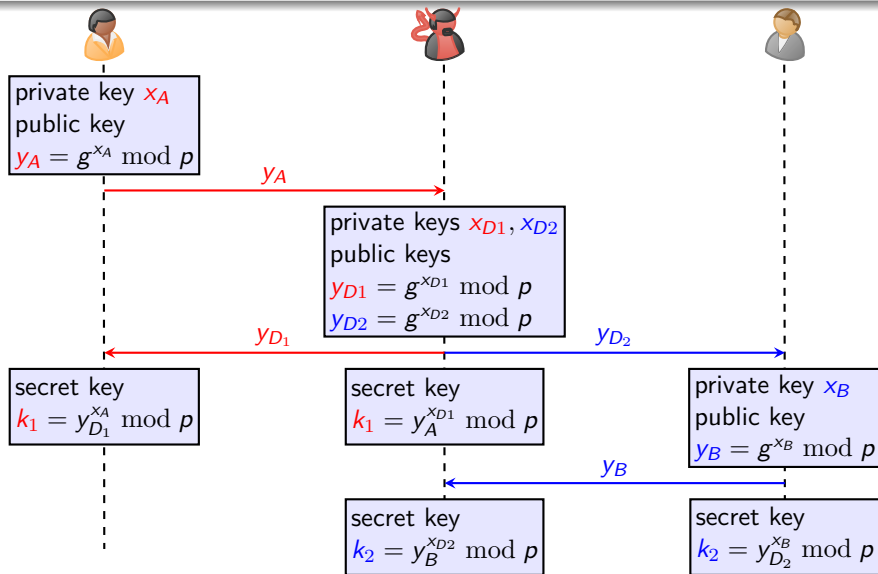 private key x_A
public key
y_A = g^{x_A} mod p
y_A
private keys x_{D1}, x_{D2}
public keys
y_{D1} = g^{x_{D1}} mod p
y_{D2} = g^{x_{D2}} mod p
y_{D_1}
y_{D_2}
secret key
k_1 = y_{D_1}^{x_A} mod p
secret key
k_1 = y_A^{x_{D1}} mod p
private key x_B
public key
y_B = g^{x_B} mod p
y_B
secret key
k_2 = y_B^{x_{D2}} mod p
secret key
k_2 = y_{D_2}^{x_B} mod p